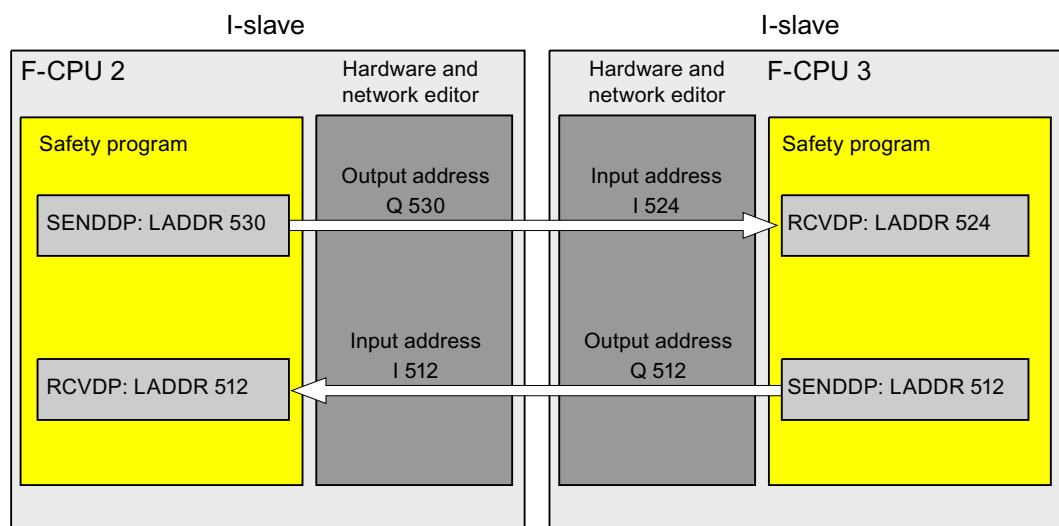 I-slave
F-CPU 2
Hardware and
network editor
Safety program
Output address
Q 530
SENDDP: LADDR 530
Input address
I 512
RCVDP: LADDR 512
I-slave
Hardware and
network editor
F-CPU 3
Safety program
Input address
I 524
RCVDP: LADDR 524
Output address
Q 512
SENDDP: LADDR 512